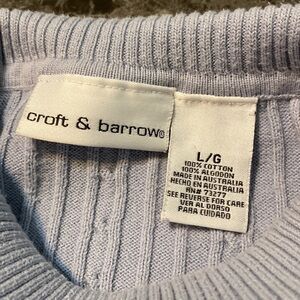 croft & barrow®
L/G
100% COTTON
100% ALGODON
MADE IN AUSTRALIA
HECHO EN AUSTRALIA
RN# 73277
SEE REVERSE FOR CARE
VER AL DORSO
PARA CUIDADO